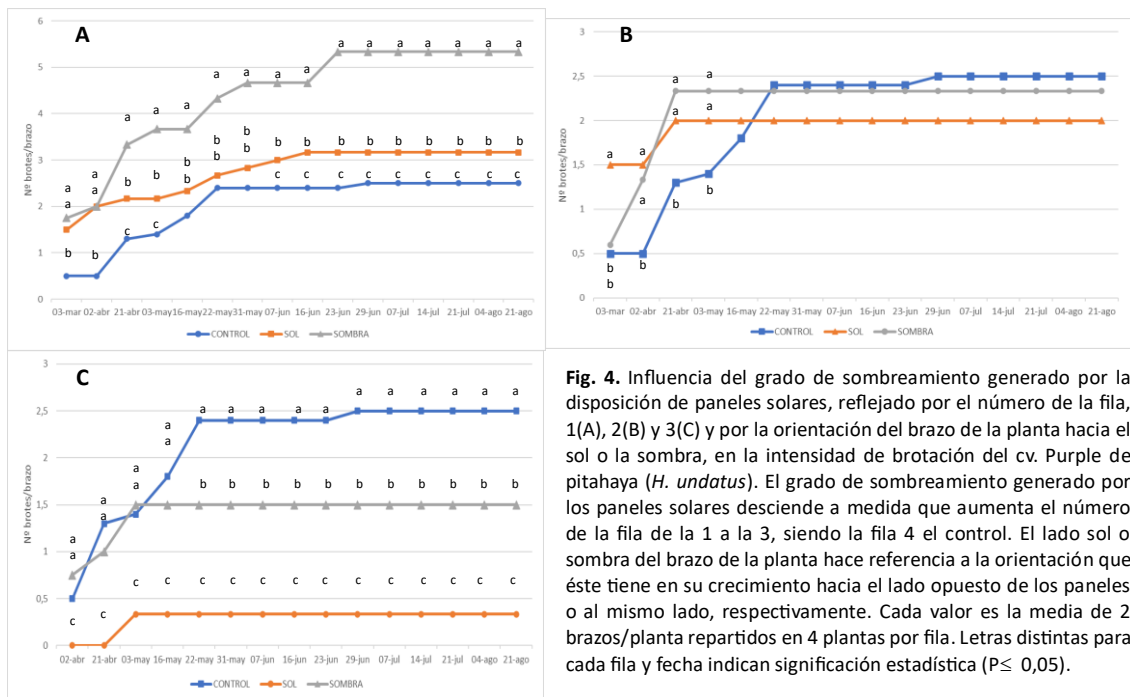 A
6
5
4
3
2
1
0
Nº brotes/brazo
a a a a a a a
a a a a
a a a
a a
a a
b b b b b b b b b b b
b b
b b b b
c c c c c c c c c
c c
b b
03-mar 02-abr 21-abr 03-may 16-may 22-may 31-may 07-jun 16-jun 23-jun 29-jun 07-jul 14-jul 21-jul 04-ago 21-ago
CONTROL SOL SOMBRA
B
3
2,5
2
1,5
1
0,5
0
Nº brotes/brazo
a a
a a
a a
a
b b
b b
b
03-mar 02-abr 21-abr 03-may 16-may 22-may 31-may 07-jun 16-jun 23-jun 29-jun 07-jul 14-jul 21-jul 04-ago 21-ago
CONTROL SOL SOMBRA
C
3
2,5
2
1,5
1
0,5
0
Nº brotes/brazo
a a a a a a
a a a a a
a
a
a
a
a
a
a
a
b b b b b b b b b b b
c c c c c c c c c c c c c
c c
02-abr 21-abr 03-may 16-may 22-may 31-may 07-jun 16-jun 23-jun 29-jun 07-jul 14-jul 21-jul 04-ago 21-ago
CONTROL SOL SOMBRA
Fig. 4. Influencia del grado de sombreamiento generado por la
disposición de paneles solares, reflejado por el número de la fila,
1(A), 2(B) y 3(C) y por la orientación del brazo de la planta hacia el
sol o la sombra, en la intensidad de brotación del cv. Purple de
pitahaya (H. undatus). El grado de sombreamiento generado por
los paneles solares desciende a medida que aumenta el número
de la fila de la 1 a la 3, siendo la fila 4 el control. El lado sol o
sombra del brazo de la planta hace referencia a la orientación que
éste tiene en su crecimiento hacia el lado opuesto de los paneles
o al mismo lado, respectivamente. Cada valor es la media de 2
brazos/planta repartidos en 4 plantas por fila. Letras distintas para
cada fila y fecha indican significación estadística (P≤ 0,05).